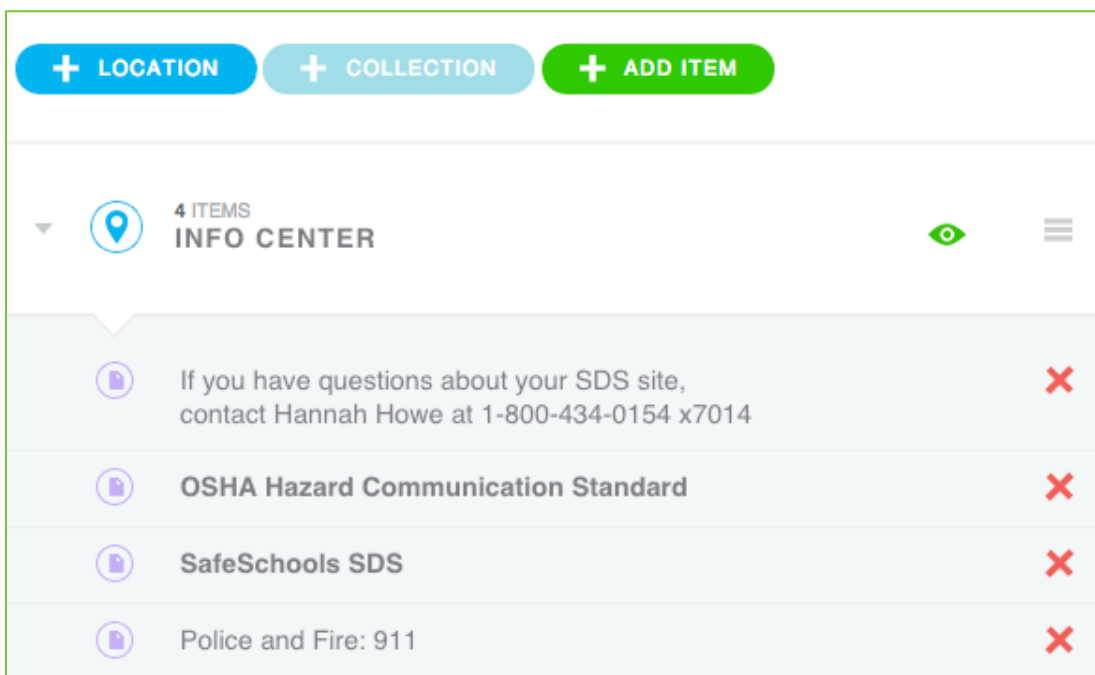 + LOCATION + COLLECTION + ADD ITEM
4 ITEMS
INFO CENTER
If you have questions about your SDS site,
contact Hannah Howe at 1-800-434-0154 x7014
OSHA Hazard Communication Standard
SafeSchools SDS
Police and Fire: 911